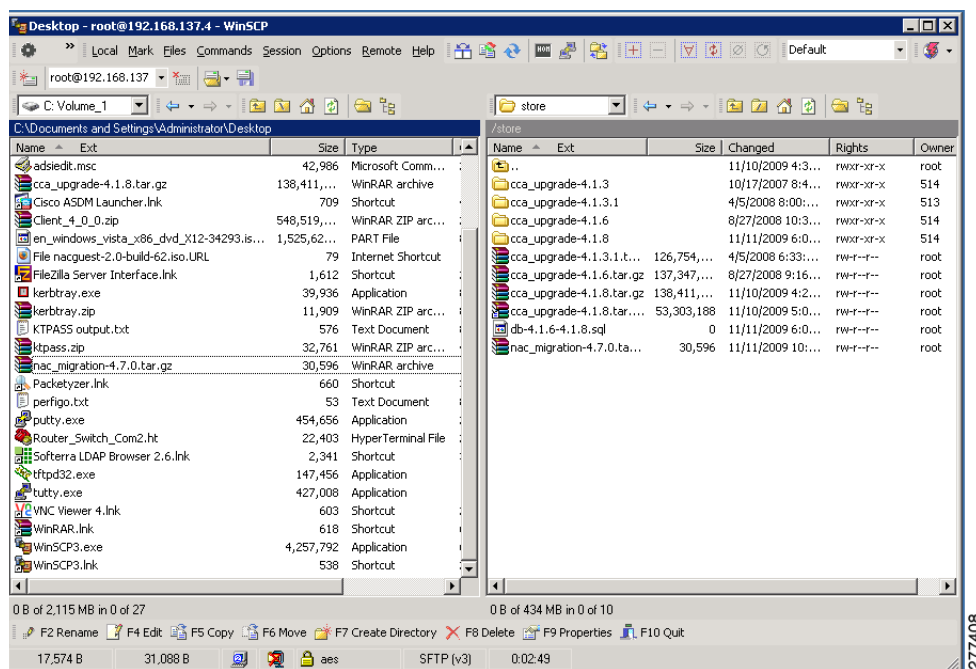 Desktop - root@192.168.137.4 - WinSCP
» Local Mark Files Commands Session Options Remote Help Default
root@192.168.137
C: Volume_1 store
C:\Documents and Settings\Administrator\Desktop /store
Name Ext Size Type Name Ext Size Changed Rights Owner
adsiedit.msc 42,986 Microsoft Comm... .. 11/10/2009 4:3... rwxr-xr-x root
cca_upgrade-4.1.8.tar.gz 138,411,... WinRAR archive cca_upgrade-4.1.3 10/17/2007 8:4... rwxr-xr-x 514
Cisco ASDM Launcher.lnk 709 Shortcut cca_upgrade-4.1.3.1 4/5/2008 8:00:... rwxr-xr-x 513
Client_4_0_0.zip 548,519,... WinRAR ZIP arc... cca_upgrade-4.1.6 8/27/2008 10:3... rwxr-xr-x 514
en_windows_vista_x86_dvd_X12-34293.is... 1,525,62... PART File cca_upgrade-4.1.8 11/11/2009 6:0... rwxr-xr-x 514
File nacguest-2.0-build-62.iso.URL 79 Internet Shortcut cca_upgrade-4.1.3.1.t... 126,754,... 4/5/2008 6:33:... rw-r--r-- root
FileZilla Server Interface.lnk 1,612 Shortcut cca_upgrade-4.1.6.tar.gz 137,347,... 8/27/2008 9:16... rw-r--r-- root
kerbtray.exe 39,936 Application cca_upgrade-4.1.8.tar.gz 138,411,... 11/10/2009 4:2... rw-r--r-- root
kerbtray.zip 11,909 WinRAR ZIP arc... cca_upgrade-4.1.8.tar.... 53,303,188 11/10/2009 5:0... rw-r--r-- root
KTPASS output.txt 576 Text Document db-4.1.6-4.1.8.sql 0 11/11/2009 6:0... rw-r--r-- root
ktpass.zip 32,761 WinRAR ZIP arc... nac_migration-4.7.0.ta... 30,596 11/11/2009 10:... rw-r--r-- root
nac_migration-4.7.0.tar.gz 30,596 WinRAR archive
Packetyzer.lnk 660 Shortcut
perfigo.txt 53 Text Document
putty.exe 454,656 Application
Router_Switch_Com2.ht 22,403 HyperTerminal File
Softerra LDAP Browser 2.6.lnk 2,341 Shortcut
tftpd32.exe 147,456 Application
tutty.exe 427,008 Application
VNC Viewer 4.lnk 603 Shortcut
WinRAR.lnk 618 Shortcut
WinSCP3.exe 4,257,792 Application
WinSCP3.lnk 538 Shortcut
0 B of 2,115 MB in 0 of 27 0 B of 434 MB in 0 of 10
F2 Rename F4 Edit F5 Copy F6 Move F7 Create Directory F8 Delete F9 Properties F10 Quit
17,574 B 31,088 B aes SFTP (v3) 0:02:49